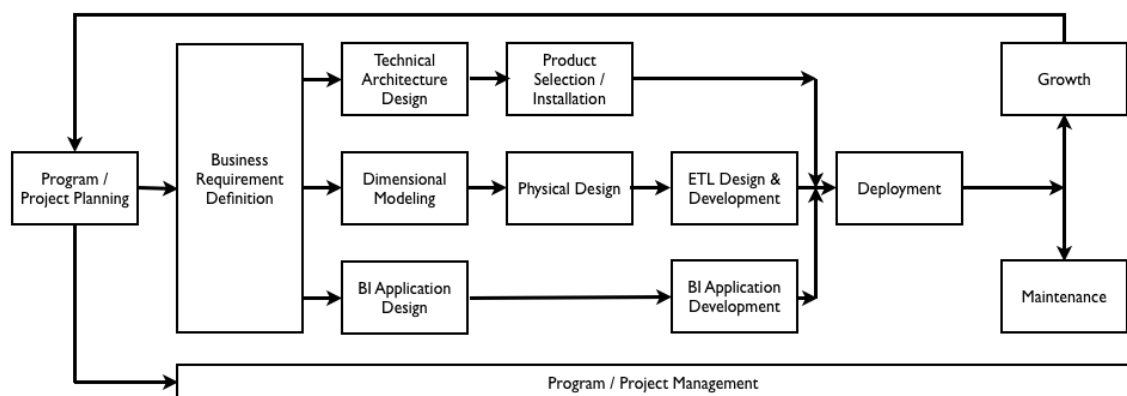 Program /
Project Planning
Business
Requirement
Definition
Technical
Architecture
Design
Product
Selection /
Installation
Dimensional
Modeling
Physical Design
ETL Design &
Development
BI Application
Design
BI Application
Development
Deployment
Growth
Maintenance
Program / Project Management